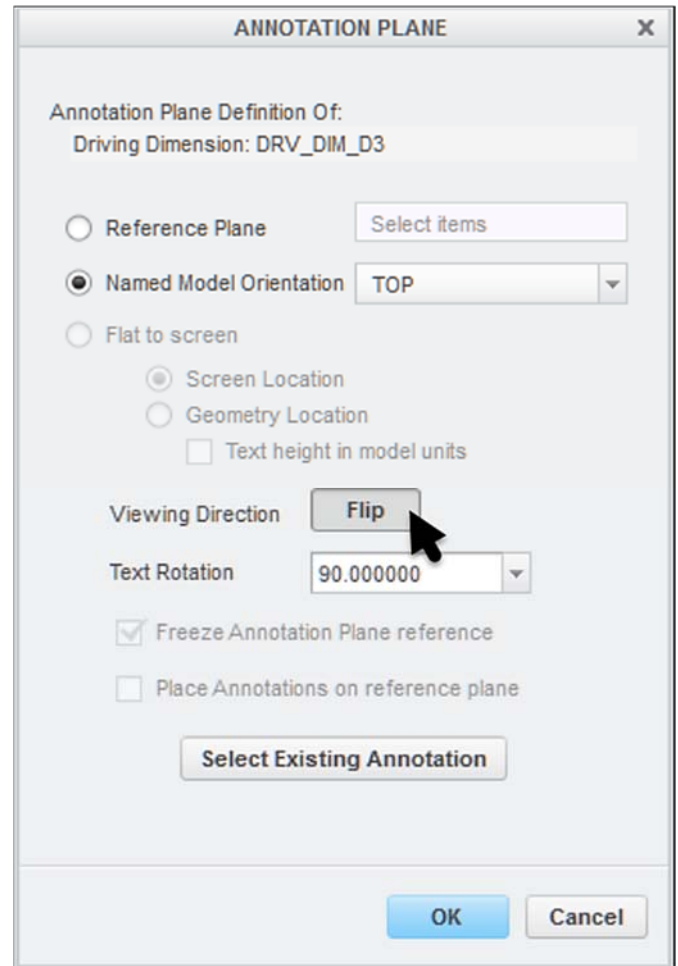 ANNOTATION PLANE X
Annotation Plane Definition Of:
Driving Dimension: DRV_DIM_D3
Reference Plane Select items
Named Model Orientation TOP
Flat to screen
Screen Location
Geometry Location
Text height in model units
Viewing Direction Flip
Text Rotation 90.000000
Freeze Annotation Plane reference
Place Annotations on reference plane
Select Existing Annotation
OK Cancel